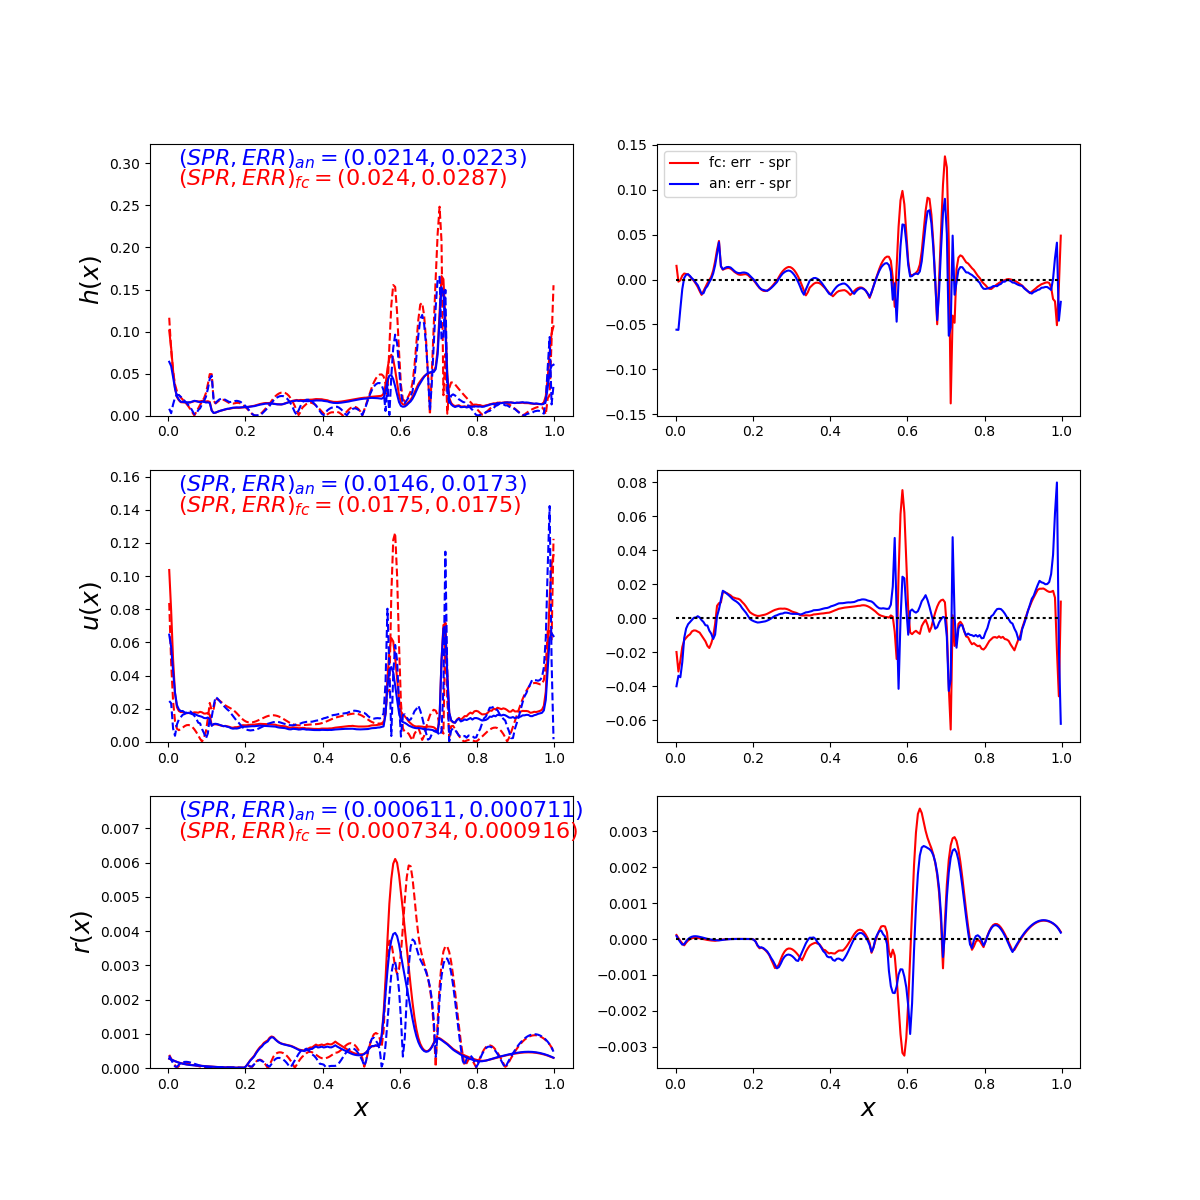 (SPR, ERR)an = (0.0214, 0.0223)
(SPR, ERR)fc = (0.024, 0.0287)
h(x)
0.30
0.25
0.20
0.15
0.10
0.05
0.00
0.0 0.2 0.4 0.6 0.8 1.0
fc: err - spr
an: err - spr
0.15
0.10
0.05
0.00
−0.05
−0.10
−0.15
0.0 0.2 0.4 0.6 0.8 1.0
(SPR, ERR)an = (0.0146, 0.0173)
(SPR, ERR)fc = (0.0175, 0.0175)
u(x)
0.16
0.14
0.12
0.10
0.08
0.06
0.04
0.02
0.00
0.0 0.2 0.4 0.6 0.8 1.0
0.08
0.06
0.04
0.02
0.00
−0.02
−0.04
−0.06
0.0 0.2 0.4 0.6 0.8 1.0
(SPR, ERR)an = (0.000611, 0.000711)
(SPR, ERR)fc = (0.000734, 0.000916)
r(x)
0.007
0.006
0.005
0.004
0.003
0.002
0.001
0.000
0.0 0.2 0.4 0.6 0.8 1.0
x
0.003
0.002
0.001
0.000
−0.001
−0.002
−0.003
0.0 0.2 0.4 0.6 0.8 1.0
x